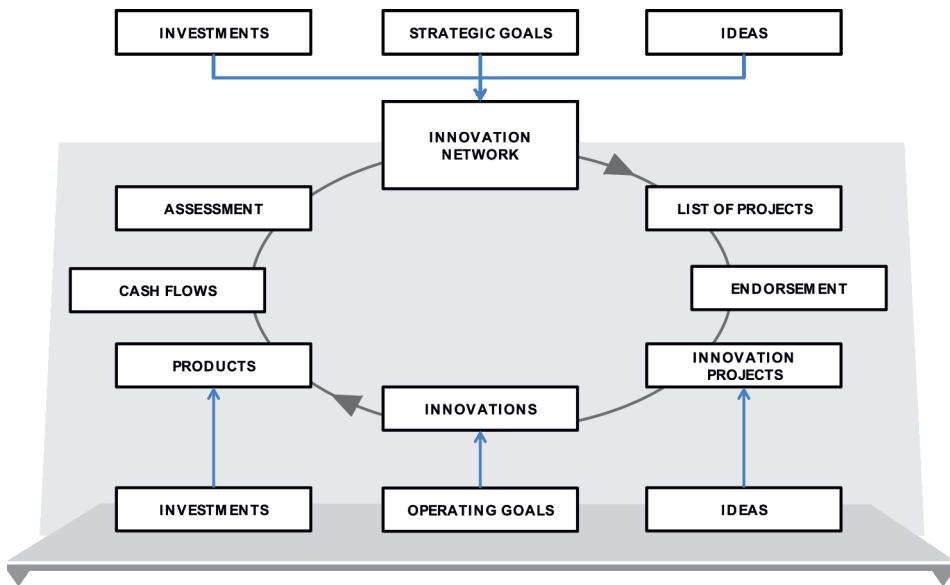 INVESTMENTS
STRATEGIC GOALS
IDEAS
INNOVATION
NETWORK
ASSESSMENT
LIST OF PROJECTS
CASH FLOWS
ENDORSEMENT
PRODUCTS
INNOVATION
PROJECTS
INNOVATIONS
INVESTMENTS
OPERATING GOALS
IDEAS